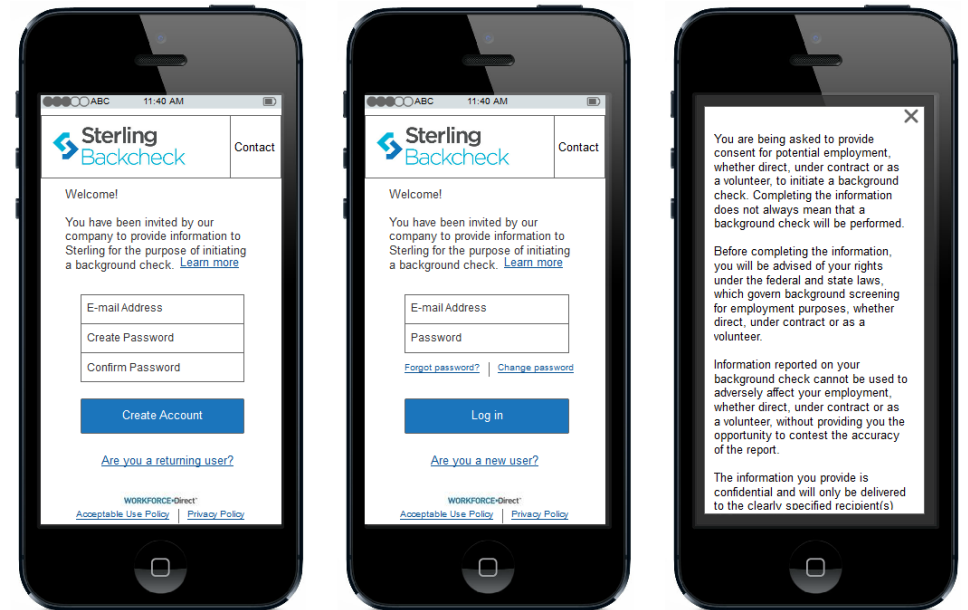 ABC 11:40 AM
Sterling
Backcheck
Contact
Welcome!
You have been invited by our
company to provide information to
Sterling for the purpose of initiating
a background check. Learn more
E-mail Address
Create Password
Confirm Password
Create Account
Are you a returning user?
WORKFORCE•Direct™
Acceptable Use Policy | Privacy Policy
ABC 11:40 AM
Sterling
Backcheck
Contact
Welcome!
You have been invited by our
company to provide information to
Sterling for the purpose of initiating
a background check. Learn more
E-mail Address
Password
Forgot password? | Change password
Log in
Are you a new user?
WORKFORCE•Direct™
Acceptable Use Policy | Privacy Policy
You are being asked to provide
consent for potential employment,
whether direct, under contract or as
a volunteer, to initiate a background
check. Completing the information
does not always mean that a
background check will be performed.
Before completing the information,
you will be advised of your rights
under the federal and state laws,
which govern background screening
for employment purposes, whether
direct, under contract or as a
volunteer.
Information reported on your
background check cannot be used to
adversely affect your employment,
whether direct, under contract or as
a volunteer, without providing you the
opportunity to contest the accuracy
of the report.
The information you provide is
confidential and will only be delivered
to the clearly specified recipient(s)